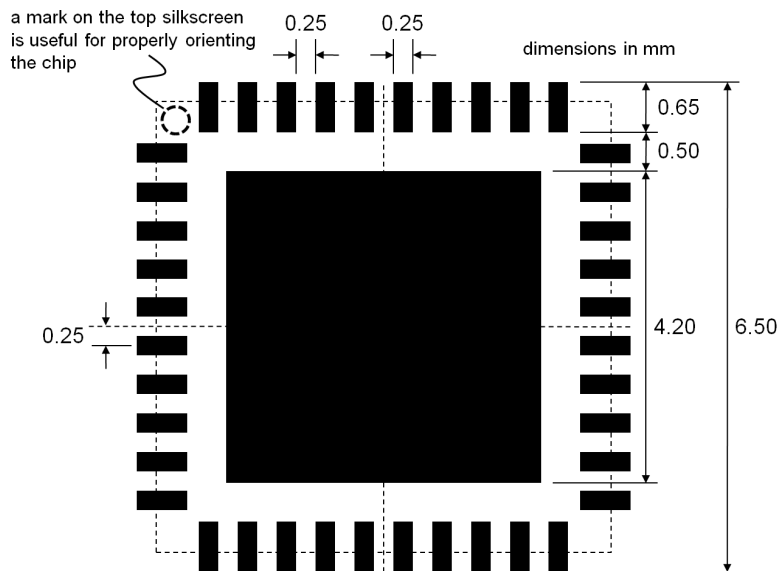 a mark on the top silkscreen
is useful for properly orienting
the chip
0.25
0.25
dimensions in mm
0.65
0.50
0.25
4.20
6.50